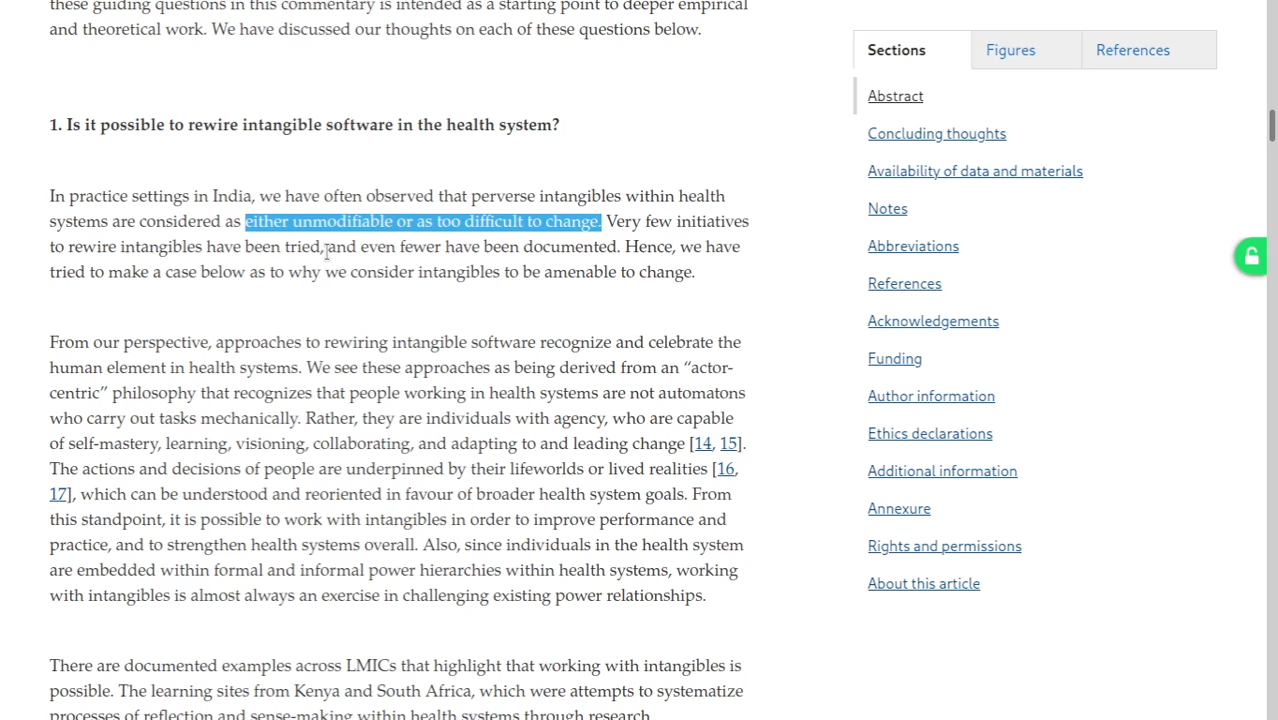 these guiding questions in this commentary is intended as a starting point to deeper empirical
and theoretical work. We have discussed our thoughts on each of these questions below.
1. Is it possible to rewire intangible software in the health system?
In practice settings in India, we have often observed that perverse intangibles within health
systems are considered as either unmodifiable or as too difficult to change. Very few initiatives
to rewire intangibles have been tried, and even fewer have been documented. Hence, we have
tried to make a case below as to why we consider intangibles to be amenable to change.
From our perspective, approaches to rewiring intangible software recognize and celebrate the
human element in health systems. We see these approaches as being derived from an “actor-
centric” philosophy that recognizes that people working in health systems are not automatons
who carry out tasks mechanically. Rather, they are individuals with agency, who are capable
of self-mastery, learning, visioning, collaborating, and adapting to and leading change [14, 15].
The actions and decisions of people are underpinned by their lifeworlds or lived realities [16,
17], which can be understood and reoriented in favour of broader health system goals. From
this standpoint, it is possible to work with intangibles in order to improve performance and
practice, and to strengthen health systems overall. Also, since individuals in the health system
are embedded within formal and informal power hierarchies within health systems, working
with intangibles is almost always an exercise in challenging existing power relationships.
There are documented examples across LMICs that highlight that working with intangibles is
possible. The learning sites from Kenya and South Africa, which were attempts to systematize
processes of reflection and sense-making within health systems through research
Sections
Figures
References
Abstract
Concluding thoughts
Availability of data and materials
Notes
Abbreviations
References
Acknowledgements
Funding
Author information
Ethics declarations
Additional information
Annexure
Rights and permissions
About this article